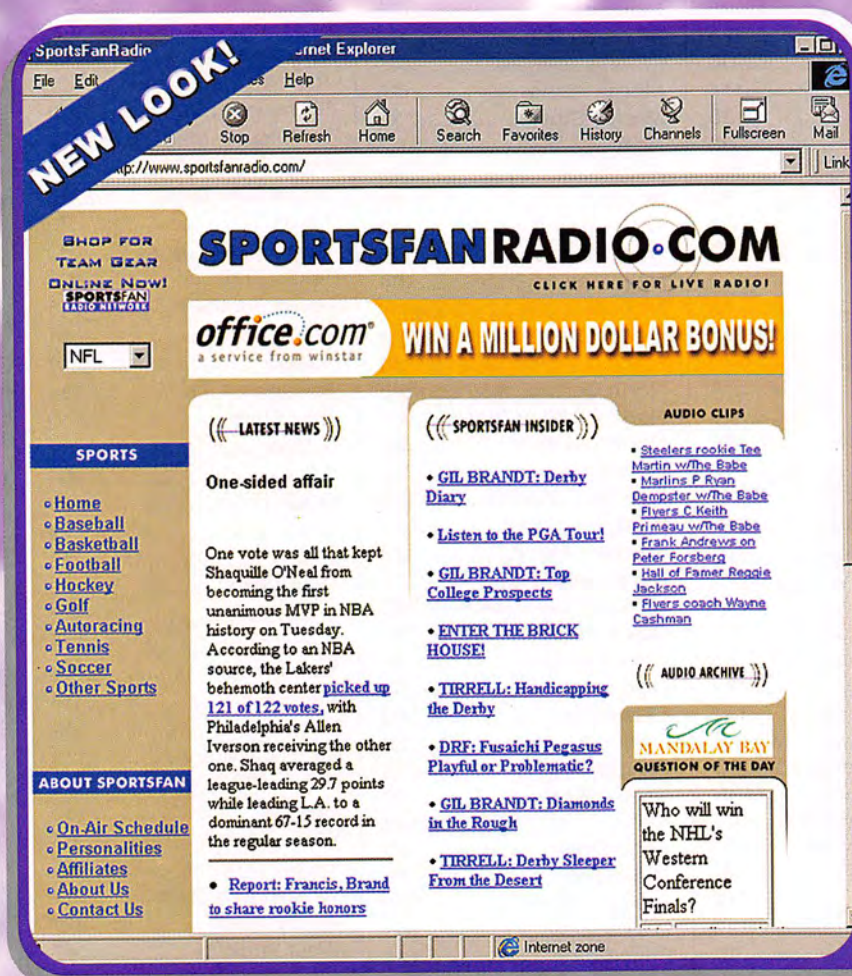 SportsFanRadio
Explorer
NEW LOOK!
File Edit Help
Stop Refresh Home Search Favorites History Channels Fullscreen Mail
www.sportsfanradio.com/
Link
SHOP FOR
TEAM GEAR
ONLINE NOW!
SPORTSFAN
RADIO NETWORK
NFL
SPORTSFANRADIO.COM
CLICK HERE FOR LIVE RADIO!
office.com®
a service from winstar
WIN A MILLION DOLLAR BONUS!
SPORTS
Home
Baseball
Basketball
Football
Hockey
Golf
Autoracing
Tennis
Soccer
Other Sports
ABOUT SPORTSFAN
On-Air Schedule
Personalities
Affiliates
About Us
Contact Us
LATEST NEWS
One-sided affair
One vote was all that kept
Shaquille O'Neal from
becoming the first
unanimous MVP in NBA
history on Tuesday.
According to an NBA
source, the Lakers'
behemoth center picked up
121 of 122 votes, with
Philadelphia's Allen
Iverson receiving the other
one. Shaq averaged a
league-leading 29.7 points
while leading L.A. to a
dominant 67-15 record in
the regular season.
• Report: Francis, Brand
to share rookie honors
SPORTSFAN INSIDER
• GIL BRANDT: Derby
Diary
• Listen to the PGA Tour!
• GIL BRANDT: Top
College Prospects
• ENTER THE BRICK
HOUSE!
• TIRRELL: Handicapping
the Derby
• DRF: Fusaichi Pegasus
Playful or Problematic?
• GIL BRANDT: Diamonds
in the Rough
• TIRRELL: Derby Sleeper
From the Desert
AUDIO CLIPS
Steelers rookie Tee
Martin w/The Babe
Marlins P Ryan
Dempster w/The Babe
Flyers C Keith
Primeau w/The Babe
Frank Andrews on
Peter Forsberg
Hall of Famer Reggie
Jackson
Flyers coach Wayne
Cashman
AUDIO ARCHIVE
MANDALAY BAY
QUESTION OF THE DAY
Who will win
the NHL's
Western
Conference
Finals?
Internet zone